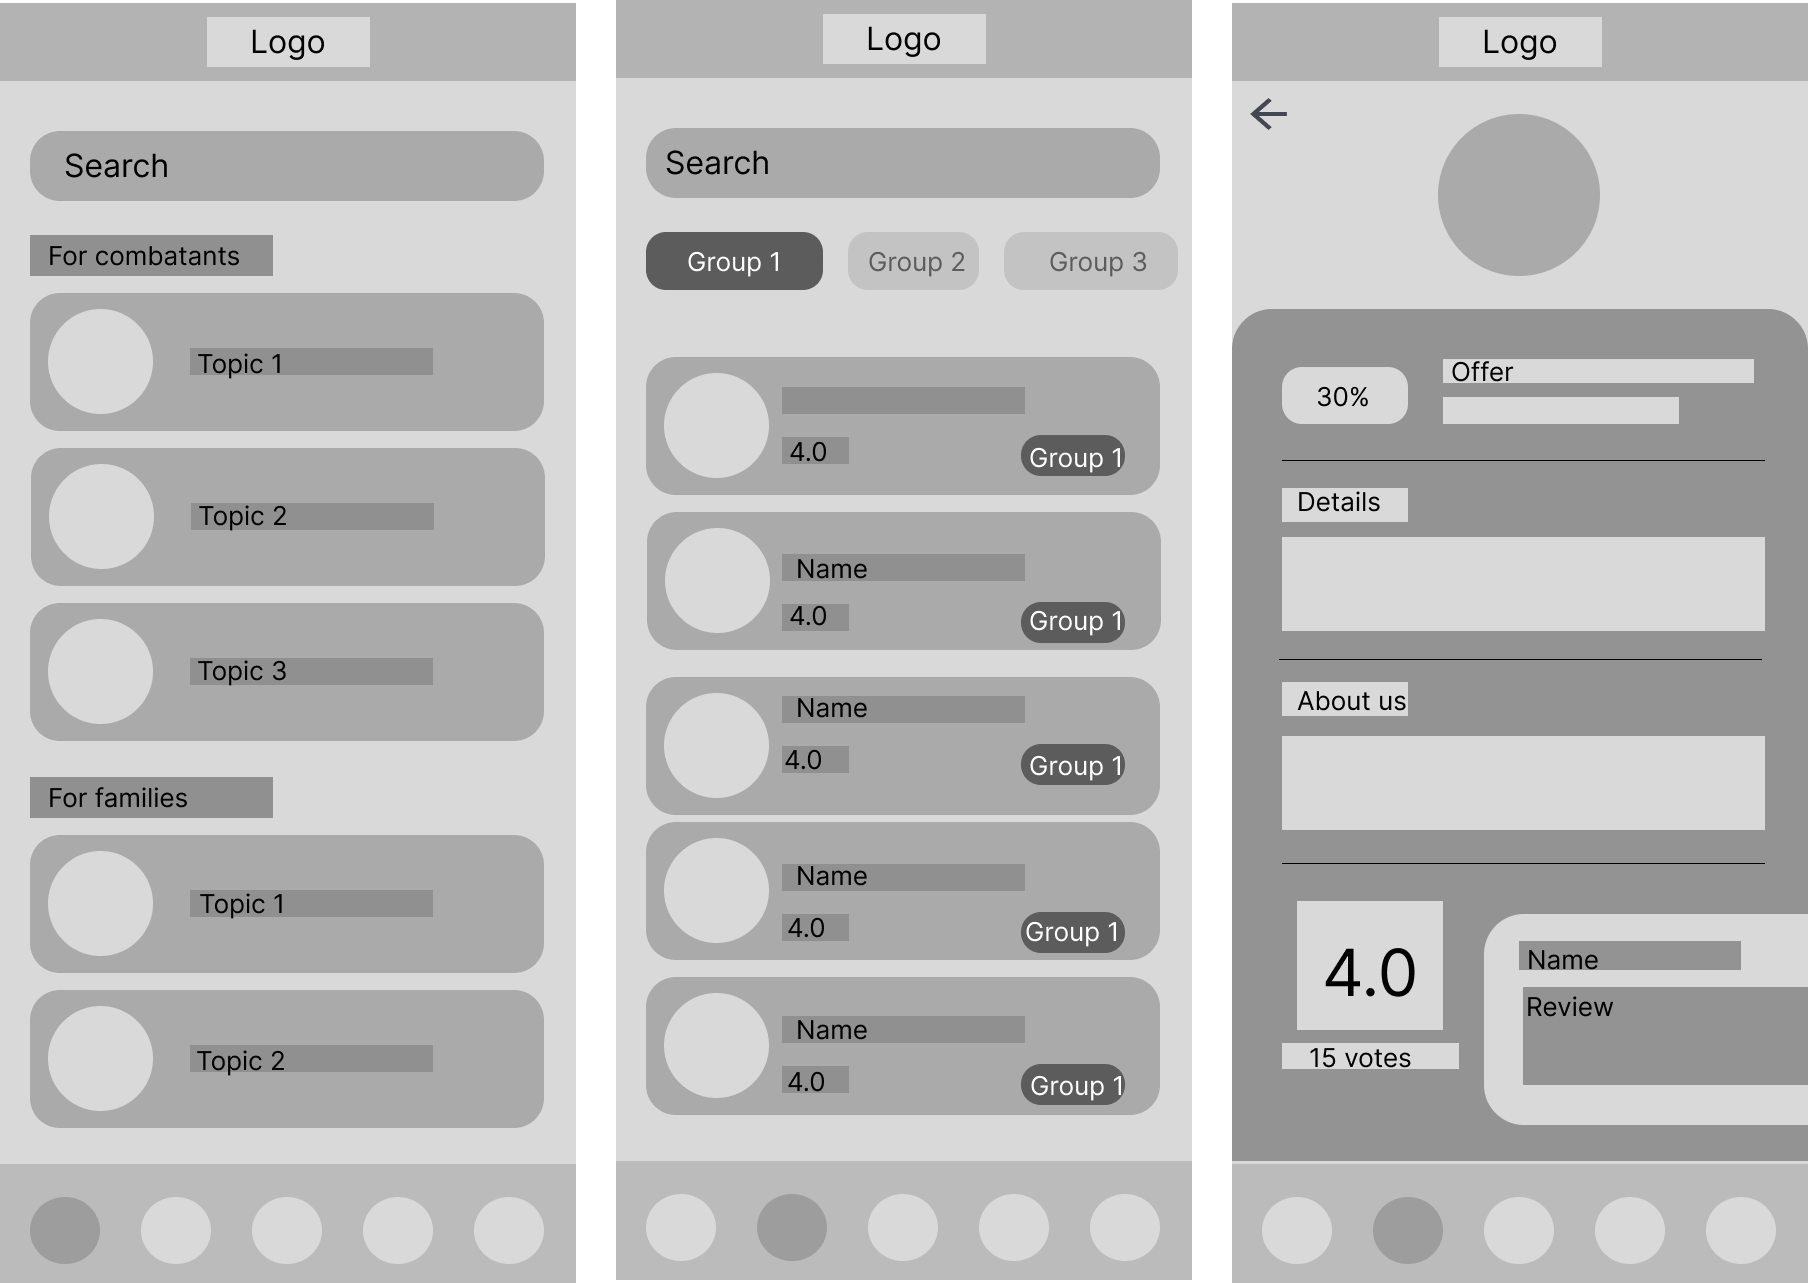 Logo
Search
For combatants
Topic 1
Topic 2
Topic 3
For families
Topic 1
Topic 2
Logo
Search
Group 1
Group 2
Group 3
4.0
Group 1
Name
4.0
Group 1
Name
4.0
Group 1
Name
4.0
Group 1
Name
4.0
Group 1
Logo
30%
Offer
Details
About us
4.0
15 votes
Name
Review